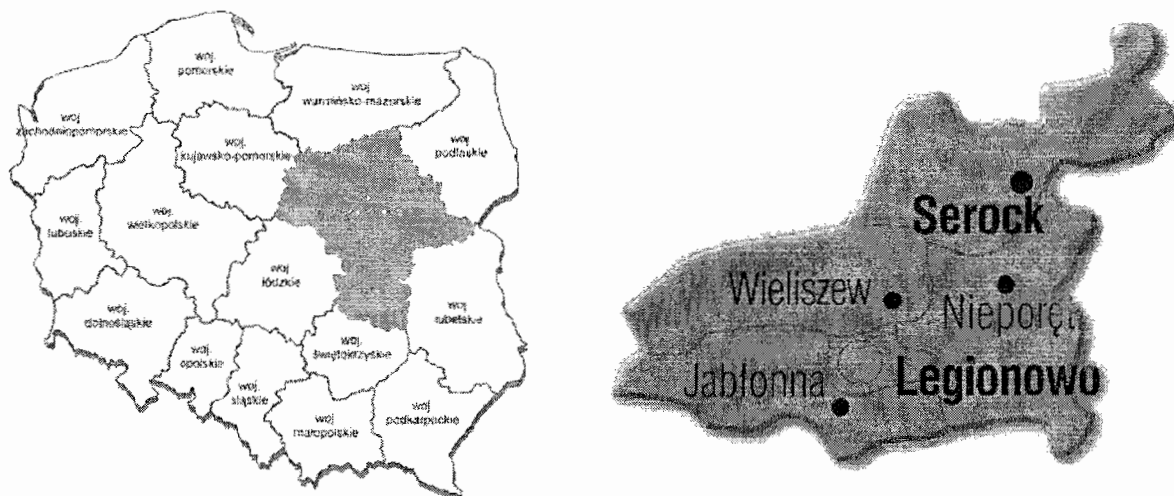 woj.
pomorskie
woj.
warmińsko-mazurskie
woj.
zachodniopomorskie
woj.
kujawsko-pomorskie
woj.
podlaskie
woj.
lubuskie
woj.
wielkopolskie
woj.
łódzkie
woj.
lubelskie
woj.
dolnośląskie
woj.
opolskie
woj.
śląskie
woj.
świętokrzyskie
woj.
małopolskie
woj.
podkarpackie
Serock
Wieliszew
Nieporęt
Jabłonna
Legionowo